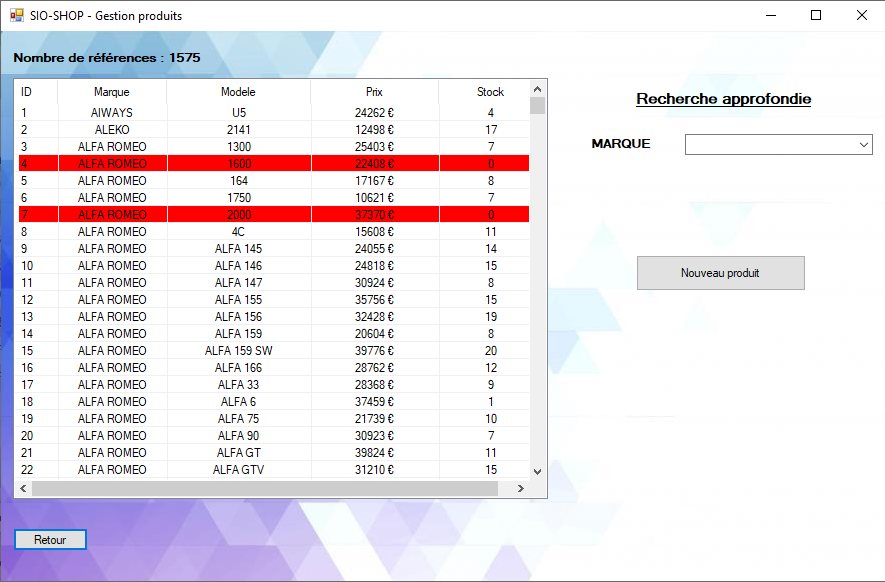 SIO-SHOP - Gestion produits
Nombre de références : 1575
ID Marque Modele Prix Stock
1 AIWAYS U5 24262 € 4
2 ALEKO 2141 12498 € 17
3 ALFA ROMEO 1300 25403 € 7
4 ALFA ROMEO 1600 22408 € 0
5 ALFA ROMEO 164 17167 € 8
6 ALFA ROMEO 1750 10621 € 7
7 ALFA ROMEO 2000 37370 € 0
8 ALFA ROMEO 4C 15608 € 11
9 ALFA ROMEO ALFA 145 24055 € 14
10 ALFA ROMEO ALFA 146 24818 € 15
11 ALFA ROMEO ALFA 147 30924 € 8
12 ALFA ROMEO ALFA 155 35756 € 15
13 ALFA ROMEO ALFA 156 32428 € 19
14 ALFA ROMEO ALFA 159 20604 € 8
15 ALFA ROMEO ALFA 159 SW 39776 € 20
16 ALFA ROMEO ALFA 166 28762 € 12
17 ALFA ROMEO ALFA 33 28368 € 9
18 ALFA ROMEO ALFA 6 37459 € 1
19 ALFA ROMEO ALFA 75 21739 € 10
20 ALFA ROMEO ALFA 90 30923 € 7
21 ALFA ROMEO ALFA GT 39824 € 11
22 ALFA ROMEO ALFA GTV 31210 € 15
Recherche approfondie
MARQUE
Nouveau produit
Retour